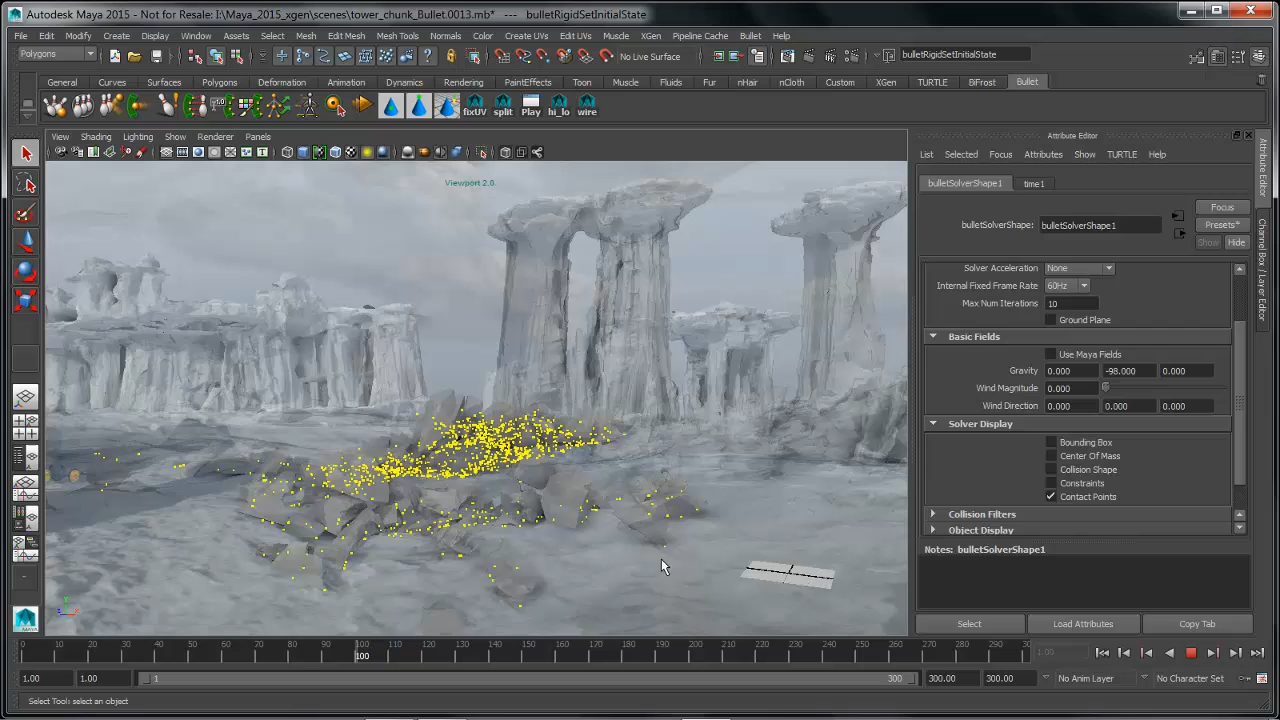 Autodesk Maya 2015 - Not for Resale: I:\Maya_2015_xgen\scenes\tower_chunk_Bullet.0013.mb* --- bulletRigidSetInitialState
File Edit Modify Create Display Window Assets Select Mesh Edit Mesh Mesh Tools Normals Color Create UVs Edit UVs Muscle XGen Pipeline Cache Bullet Help
Polygons No Live Surface bulletRigidSetInitialState
General Curves Surfaces Polygons Deformation Animation Dynamics Rendering PaintEffects Toon Muscle Fluids Fur nHair nCloth Custom XGen TURTLE BiFrost Bullet
fixUV split Play hi_lo wire
View Shading Lighting Show Renderer Panels
Viewport 2.0
Attribute Editor
List Selected Focus Attributes Show TURTLE Help
bulletSolverShape1 time1
Focus
bulletSolverShape: bulletSolverShape1 Presets*
Show Hide
Solver Acceleration None
Internal Fixed Frame Rate 60Hz
Max Num Iterations 10
Ground Plane
Basic Fields
Use Maya Fields
Gravity 0.000 -98.000 0.000
Wind Magnitude 0.000
Wind Direction 0.000 0.000 0.000
Solver Display
Bounding Box
Center Of Mass
Collision Shape
Constraints
Contact Points
Collision Filters
Object Display
Notes: bulletSolverShape1
Select Load Attributes Copy Tab
Attribute Editor
Channel Box / Layer Editor
0 10 20 30 40 50 60 70 80 90 100 110 120 130 140 150 160 170 180 190 200 210 220 230 240 250 260 270 280 290 30
100
1.00
1.00 1.00 1 300 300.00 300.00 No Anim Layer No Character Set
Select Tool: select an object